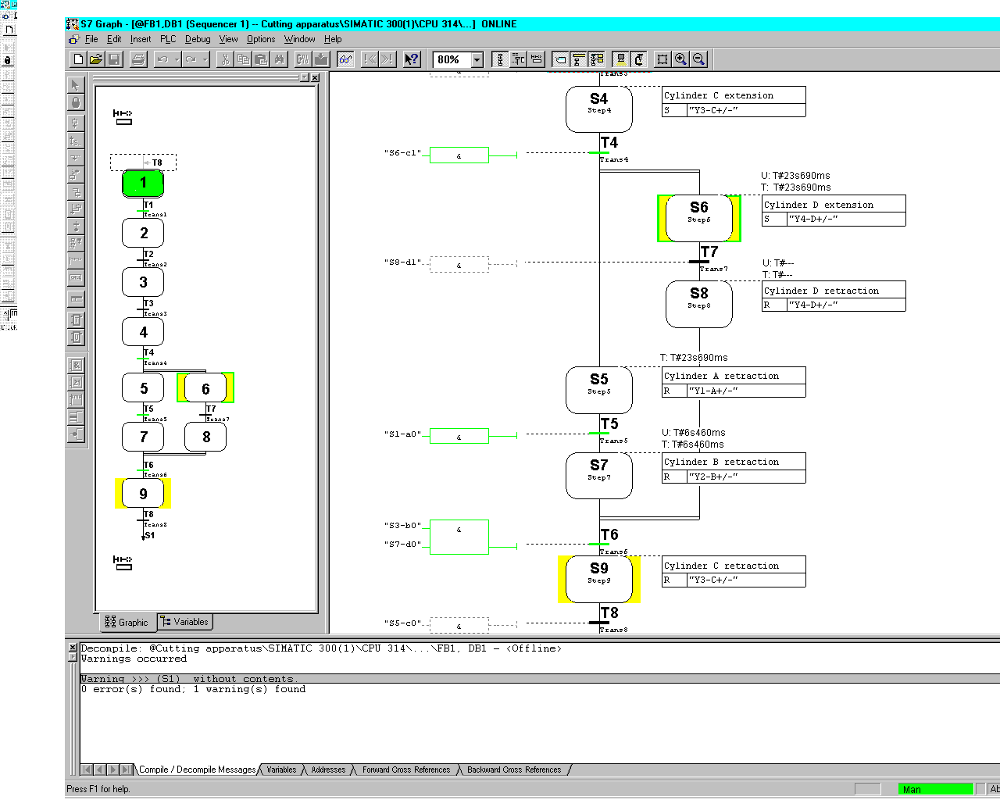 S7 Graph - [@FB1,DB1 (Sequencer 1) -- Cutting apparatus\SIMATIC 300(1)\CPU 314\...]  ONLINE
File Edit Insert PLC Debug View Options Window Help
80%
T8
1
T1
Trans1
2
T2
Trans2
3
T3
Trans3
4
T4
Trans4
5 6
T5 T7
Trans5 Trans7
7 8
T6
Trans6
9
T8
Trans8
S1
Graphic Variables
Trans3
S4
Step4
Cylinder C extension
S "Y3-C+/-"
T4
"S6-c1" &
Trans4
U: T#23s690ms
T: T#23s690ms
S6
Step6
Cylinder D extension
S "Y4-D+/-"
T7
"S8-d1" &
Trans7
U: T#---
T: T#---
S8
Step8
Cylinder D retraction
R "Y4-D+/-"
T: T#23s690ms
S5
Step5
Cylinder A retraction
R "Y1-A+/-"
T5
"S1-a0" &
Trans5
U: T#6s460ms
T: T#6s460ms
S7
Step7
Cylinder B retraction
R "Y2-B+/-"
"S3-b0" &
"S7-d0"
T6
Trans6
S9
Step9
Cylinder C retraction
R "Y3-C+/-"
T8
"S5-c0" &
Trans8
Decompile: @Cutting apparatus\SIMATIC 300(1)\CPU 314\...\FB1, DB1 - <Offline>
Warnings occurred
Warning >>> (S1)  without contents.
0 error(s) found; 1 warning(s) found
Compile / Decompile Messages Variables Addresses Forward Cross References Backward Cross References
Press F1 for help.
Man